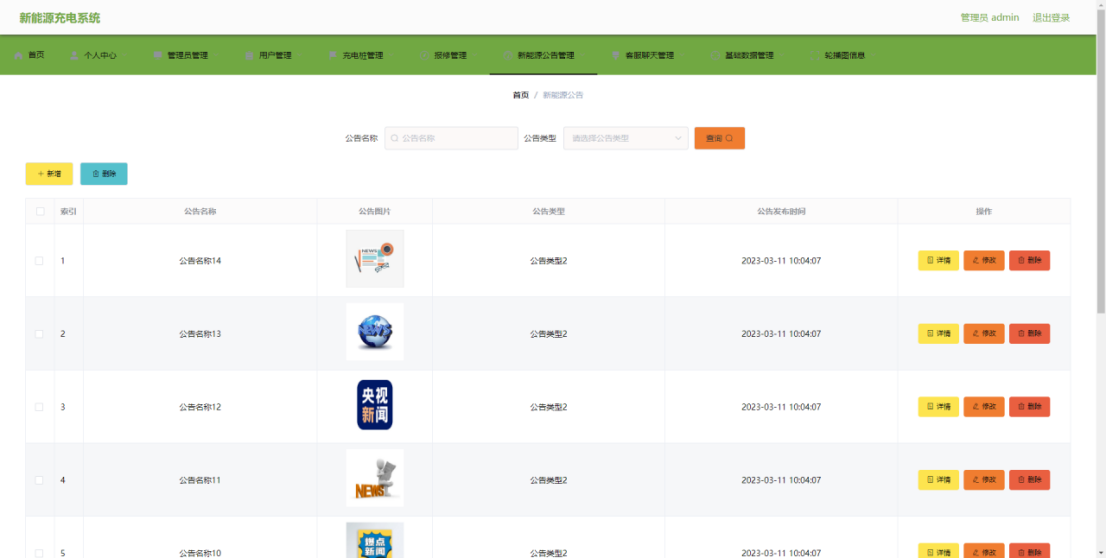 新能源充电系统 管理员 admin 退出登录
首页 个人中心 管理员管理 用户管理 充电桩管理 报修管理 新能源公告管理 客服聊天管理 基础数据管理 轮播图信息
首页 / 新能源公告
公告名称 公告名称 公告类型 请选择公告类型 查询
+ 新增 删除
索引 公告名称 公告图片 公告类型 公告发布时间 操作
NEWS
1 公告名称14 公告类型2 2023-03-11 10:04:07 详情 修改 删除
2 公告名称13 公告类型2 2023-03-11 10:04:07 详情 修改 删除
央视
新闻
3 公告名称12 公告类型2 2023-03-11 10:04:07 详情 修改 删除
4 公告名称11 公告类型2 2023-03-11 10:04:07 详情 修改 删除
NEWS
爆点
新闻
5 公告名称10 公告类型2 2023-03-11 10:04:07 详情 修改 删除